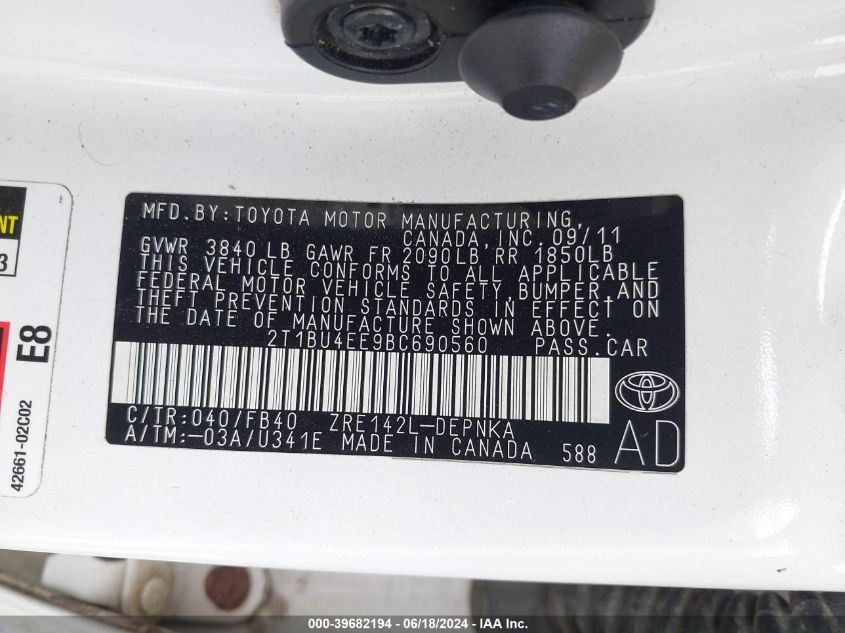 MFD.BY:TOYOTA MOTOR MANUFACTURING,
CANADA,INC. 09/11
GVWR 3840 LB GAWR FR 2090LB RR 1850LB
THIS VEHICLE CONFORMS TO ALL APPLICABLE
FEDERAL MOTOR VEHICLE SAFETY,BUMPER,AND
THEFT PREVENTION STANDARDS IN EFFECT ON
THE DATE OF MANUFACTURE SHOWN ABOVE.
2T1BU4EE9BC690560 PASS.CAR
C/TR:040/FB40 ZRE142L-DEPNKA
A/TM:-03A/U341E MADE IN CANADA 588
AD
E8
42661-02C02
000-39682194 - 06/18/2024 - IAA Inc.